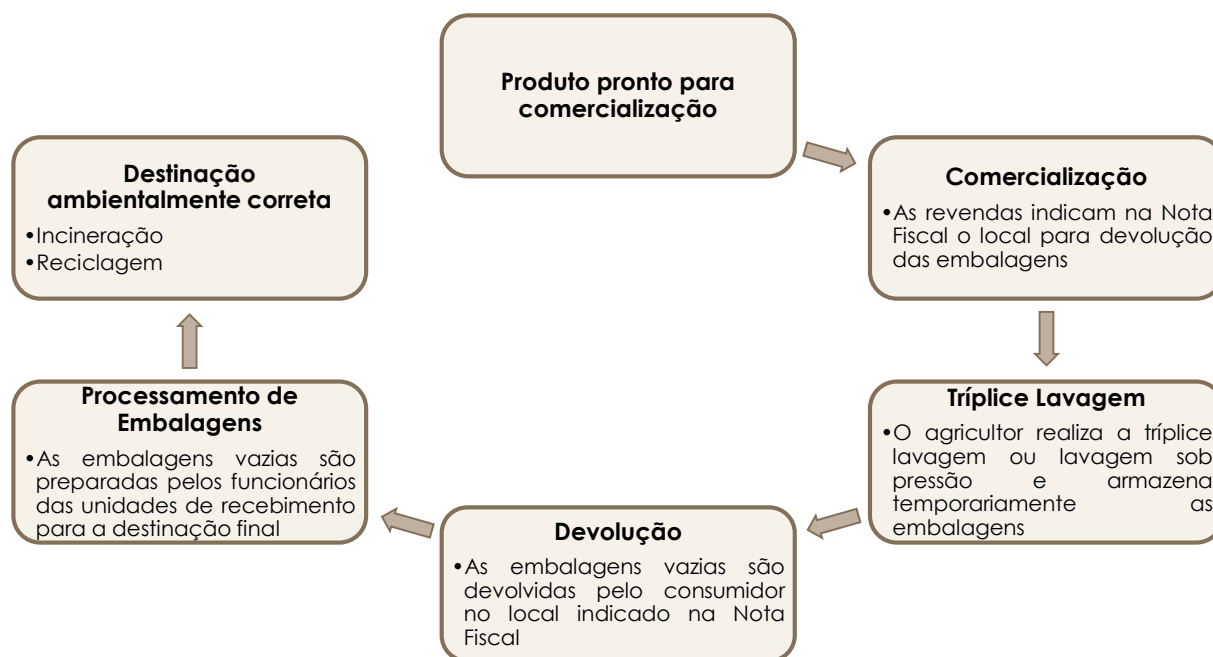 Produto pronto para
comercialização
Comercialização
•As revendas indicam na Nota
Fiscal o local para devolução
das embalagens
Tríplice Lavagem
•O agricultor realiza a tríplice
lavagem ou lavagem sob
pressão e armazena
temporariamente as
embalagens
Devolução
•As embalagens vazias são
devolvidas pelo consumidor
no local indicado na Nota
Fiscal
Processamento de
Embalagens
•As embalagens vazias são
preparadas pelos funcionários
das unidades de recebimento
para a destinação final
Destinação
ambientalmente correta
•Incineração
•Reciclagem